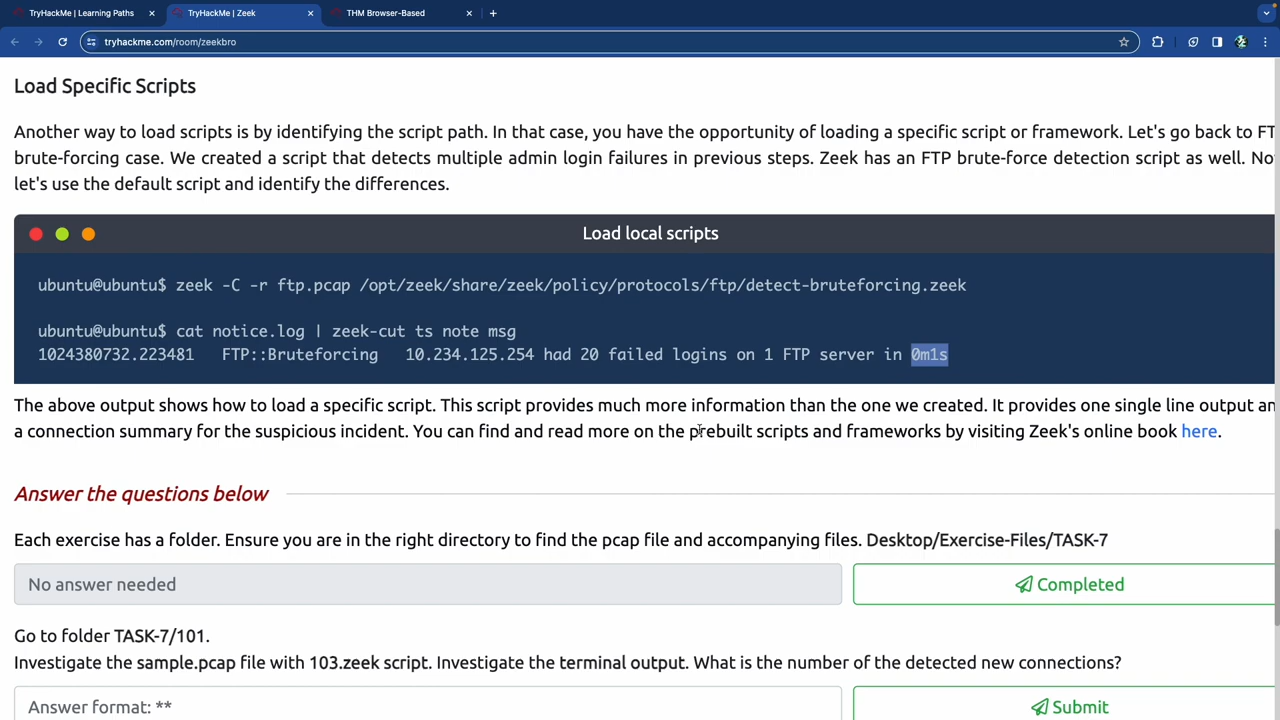 TryHackMe | Learning Paths
TryHackMe | Zeek
THM Browser-Based
tryhackme.com/room/zeekbro
Load Specific Scripts
Another way to load scripts is by identifying the script path. In that case, you have the opportunity of loading a specific script or framework. Let's go back to FT
brute-forcing case. We created a script that detects multiple admin login failures in previous steps. Zeek has an FTP brute-force detection script as well. No
let's use the default script and identify the differences.
Load local scripts
ubuntu@ubuntu$ zeek -C -r ftp.pcap /opt/zeek/share/zeek/policy/protocols/ftp/detect-bruteforcing.zeek
ubuntu@ubuntu$ cat notice.log | zeek-cut ts note msg
1024380732.223481 FTP::Bruteforcing 10.234.125.254 had 20 failed logins on 1 FTP server in 0m1s
The above output shows how to load a specific script. This script provides much more information than the one we created. It provides one single line output an
a connection summary for the suspicious incident. You can find and read more on the prebuilt scripts and frameworks by visiting Zeek's online book here.
Answer the questions below
Each exercise has a folder. Ensure you are in the right directory to find the pcap file and accompanying files. Desktop/Exercise-Files/TASK-7
No answer needed
Completed
Go to folder TASK-7/101.
Investigate the sample.pcap file with 103.zeek script. Investigate the terminal output. What is the number of the detected new connections?
Answer format: **
Submit